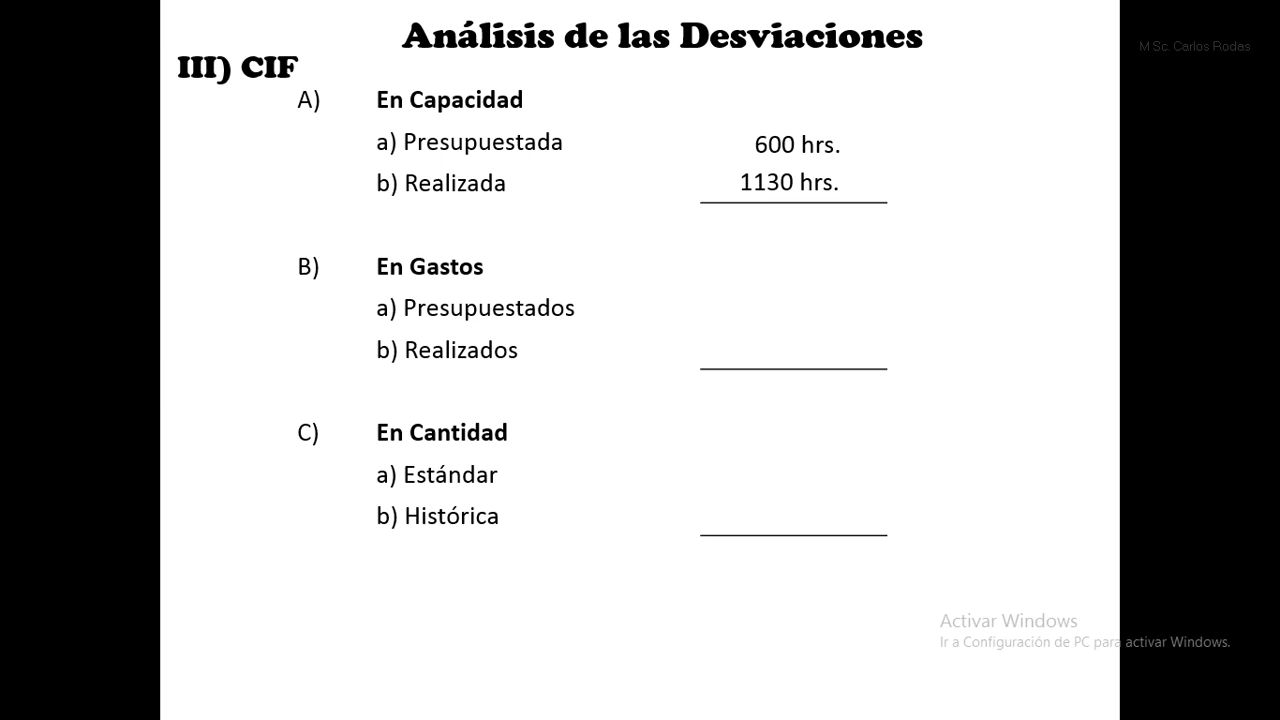 Análisis de las Desviaciones
M Sc. Carlos Rodas
III) CIF
A) En Capacidad
a) Presupuestada 600 hrs.
b) Realizada 1130 hrs.
B) En Gastos
a) Presupuestados
b) Realizados
C) En Cantidad
a) Estándar
b) Histórica
Activar Windows
Ir a Configuración de PC para activar Windows.